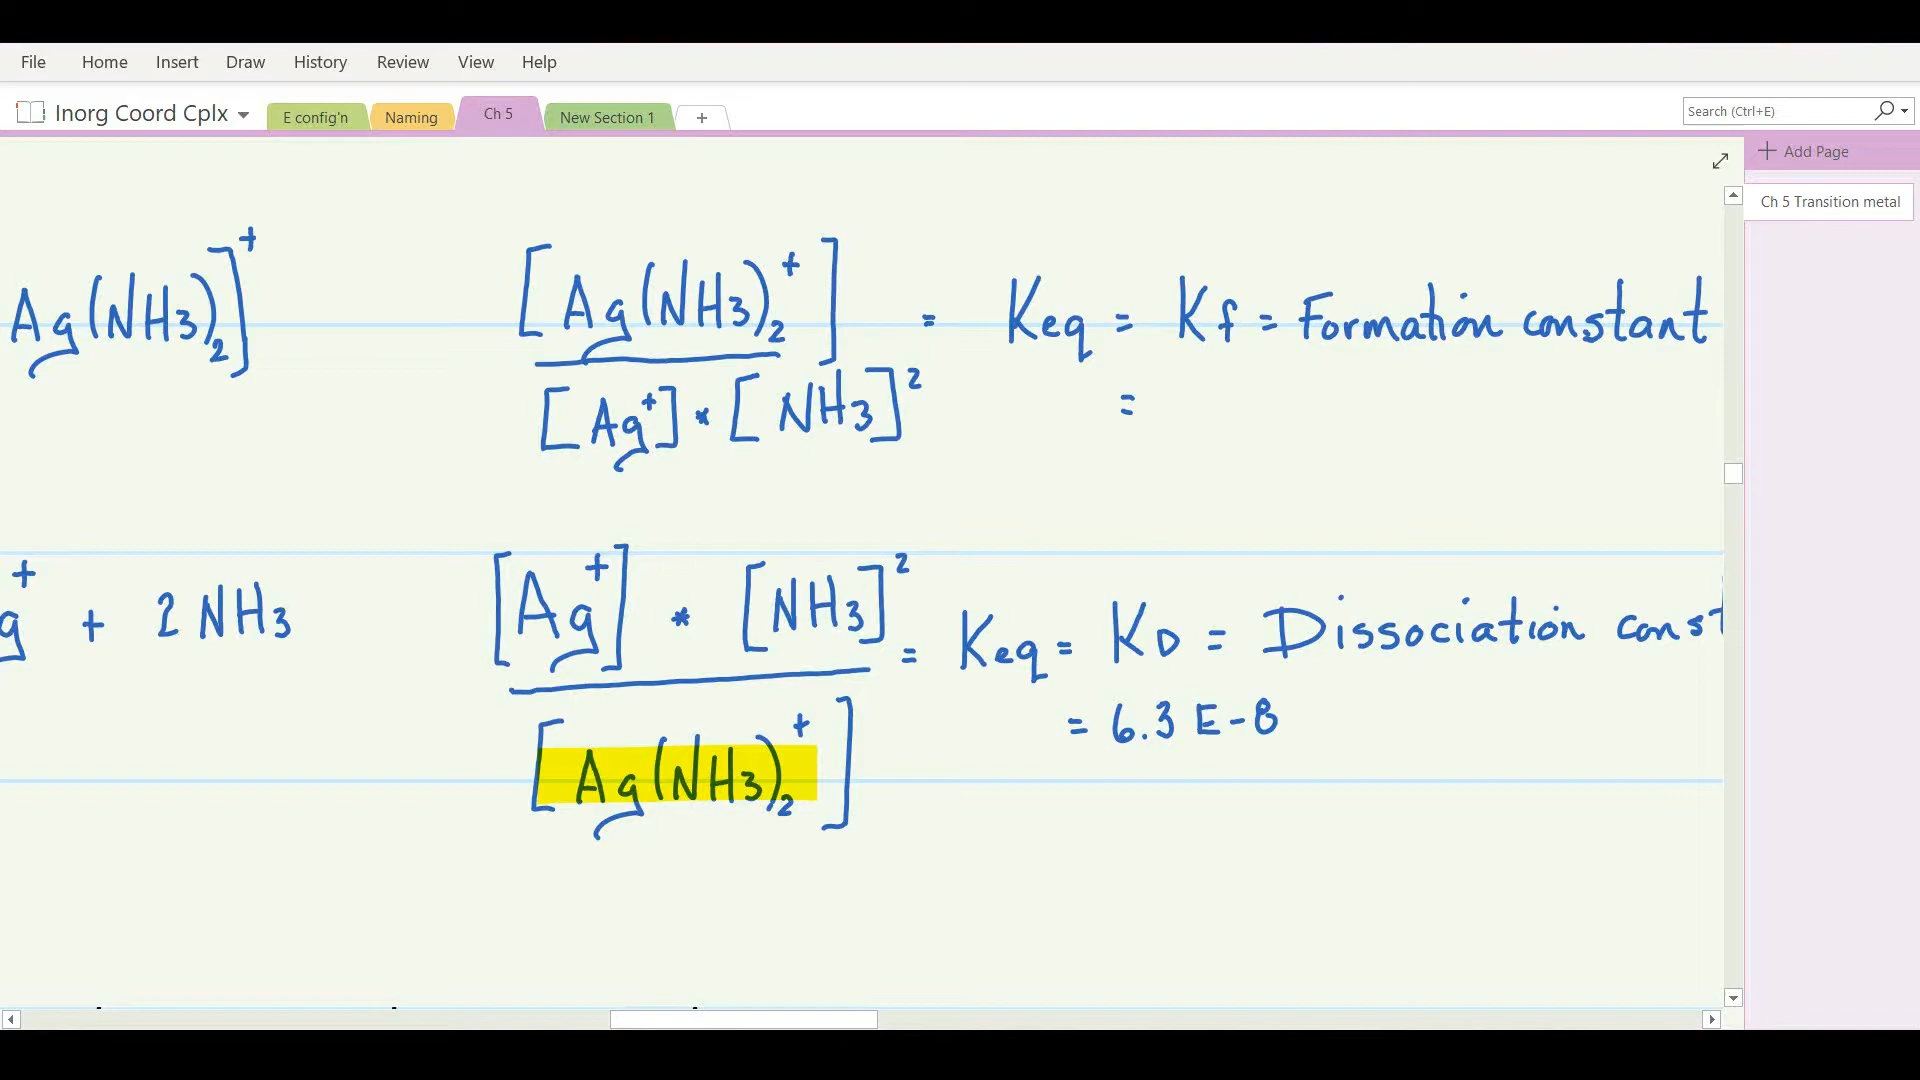 File Home Insert Draw History Review View Help
Inorg Coord Cplx E config'n Naming Ch 5 New Section 1 + Search (Ctrl+E)
Add Page
Ch 5 Transition metal
Ag(NH3)2]+ [Ag(NH3)2+] = Keq = Kf = Formation constant
[Ag+] * [NH3]2 =
g+ + 2NH3 [Ag+] * [NH3]2 = Keq = KD = Dissociation const
= 6.3 E-8
[Ag(NH3)2+]